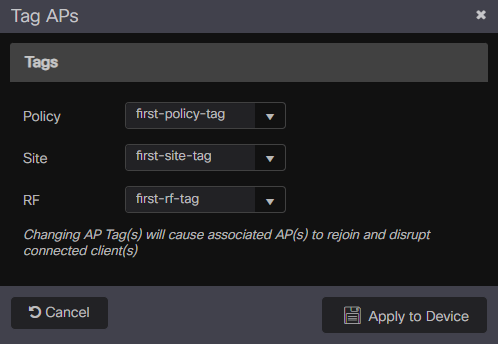 Tag APs
Tags
Policy first-policy-tag
Site first-site-tag
RF first-rf-tag
Changing AP Tag(s) will cause associated AP(s) to rejoin and disrupt
connected client(s)
Cancel Apply to Device